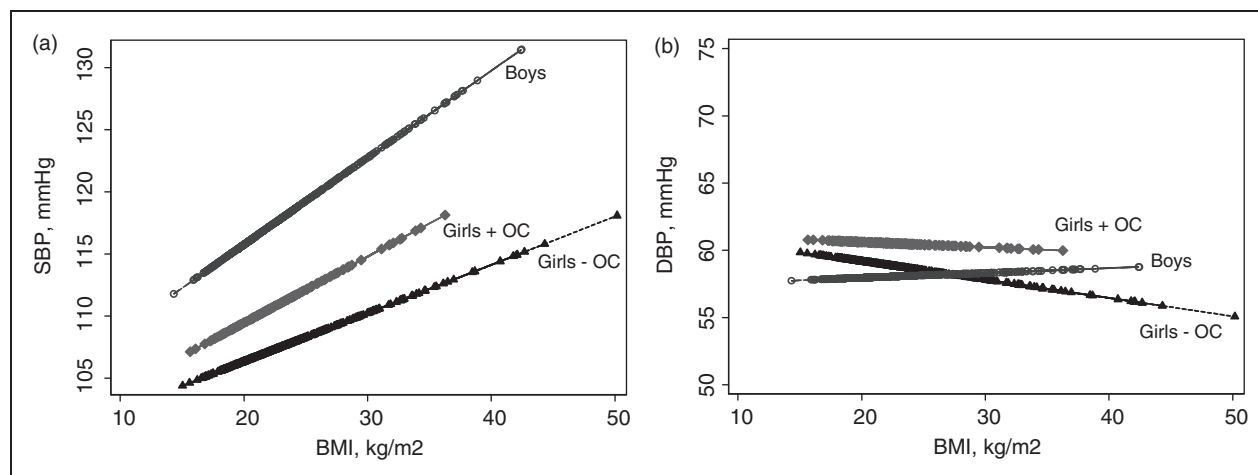 (a)
130
125
120
115
110
105
SBP, mmHg
Boys
Girls + OC
Girls - OC
10 20 30 40 50
BMI, kg/m2
(b)
75
70
65
60
55
50
DBP, mmHg
Girls + OC
Boys
Girls - OC
10 20 30 40 50
BMI, kg/m2